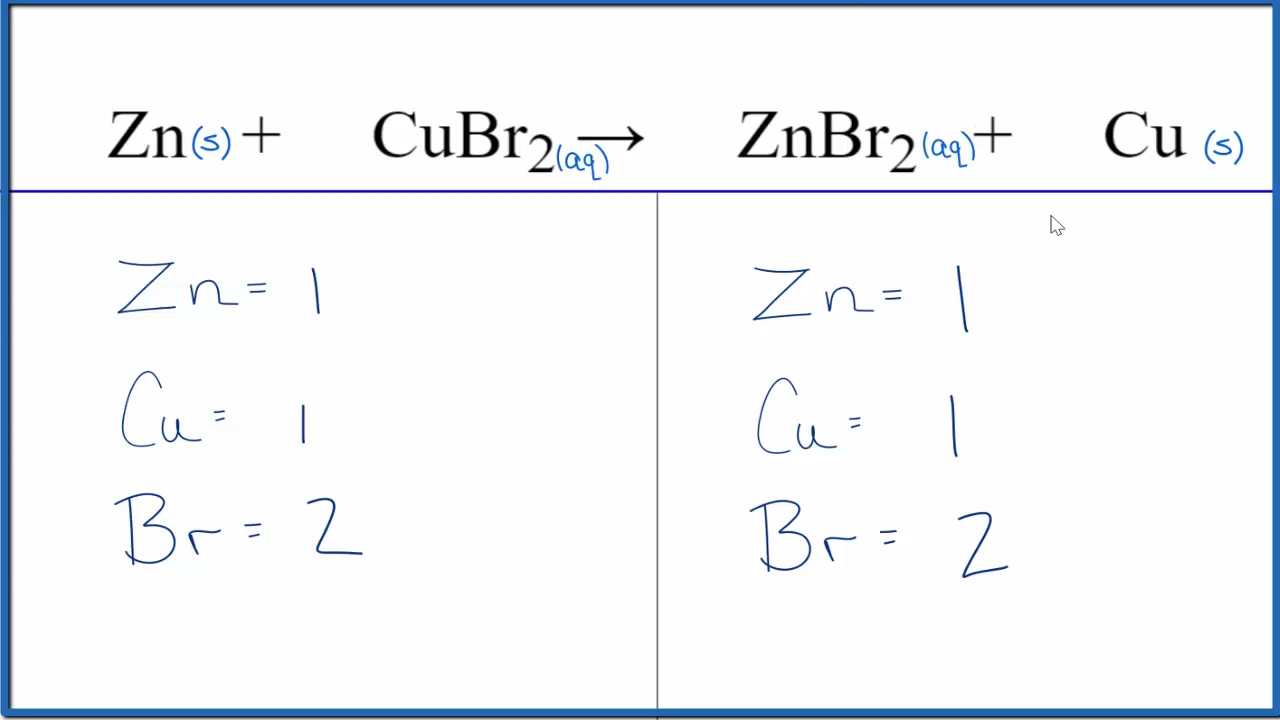 Zn(s) + CuBr₂(aq) → ZnBr₂(aq) + Cu (s)
Zn = 1
Cu = 1
Br = 2
Zn = 1
Cu = 1
Br = 2